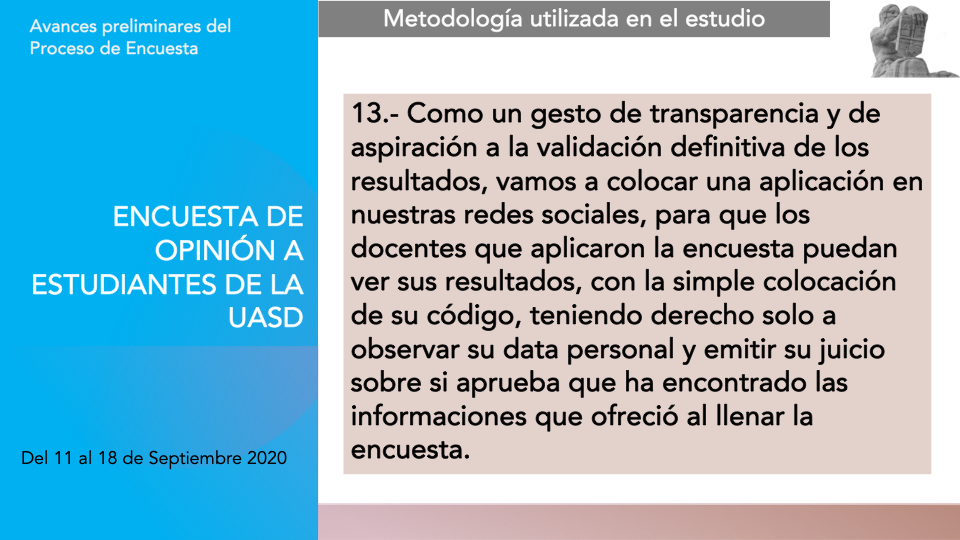 Avances preliminares del
Proceso de Encuesta
Metodología utilizada en el estudio
ENCUESTA DE
OPINIÓN A
ESTUDIANTES DE LA
UASD
Del 11 al 18 de Septiembre 2020
13.- Como un gesto de transparencia y de
aspiración a la validación definitiva de los
resultados, vamos a colocar una aplicación en
nuestras redes sociales, para que los
docentes que aplicaron la encuesta puedan
ver sus resultados, con la simple colocación
de su código, teniendo derecho solo a
observar su data personal y emitir su juicio
sobre si aprueba que ha encontrado las
informaciones que ofreció al llenar la
encuesta.